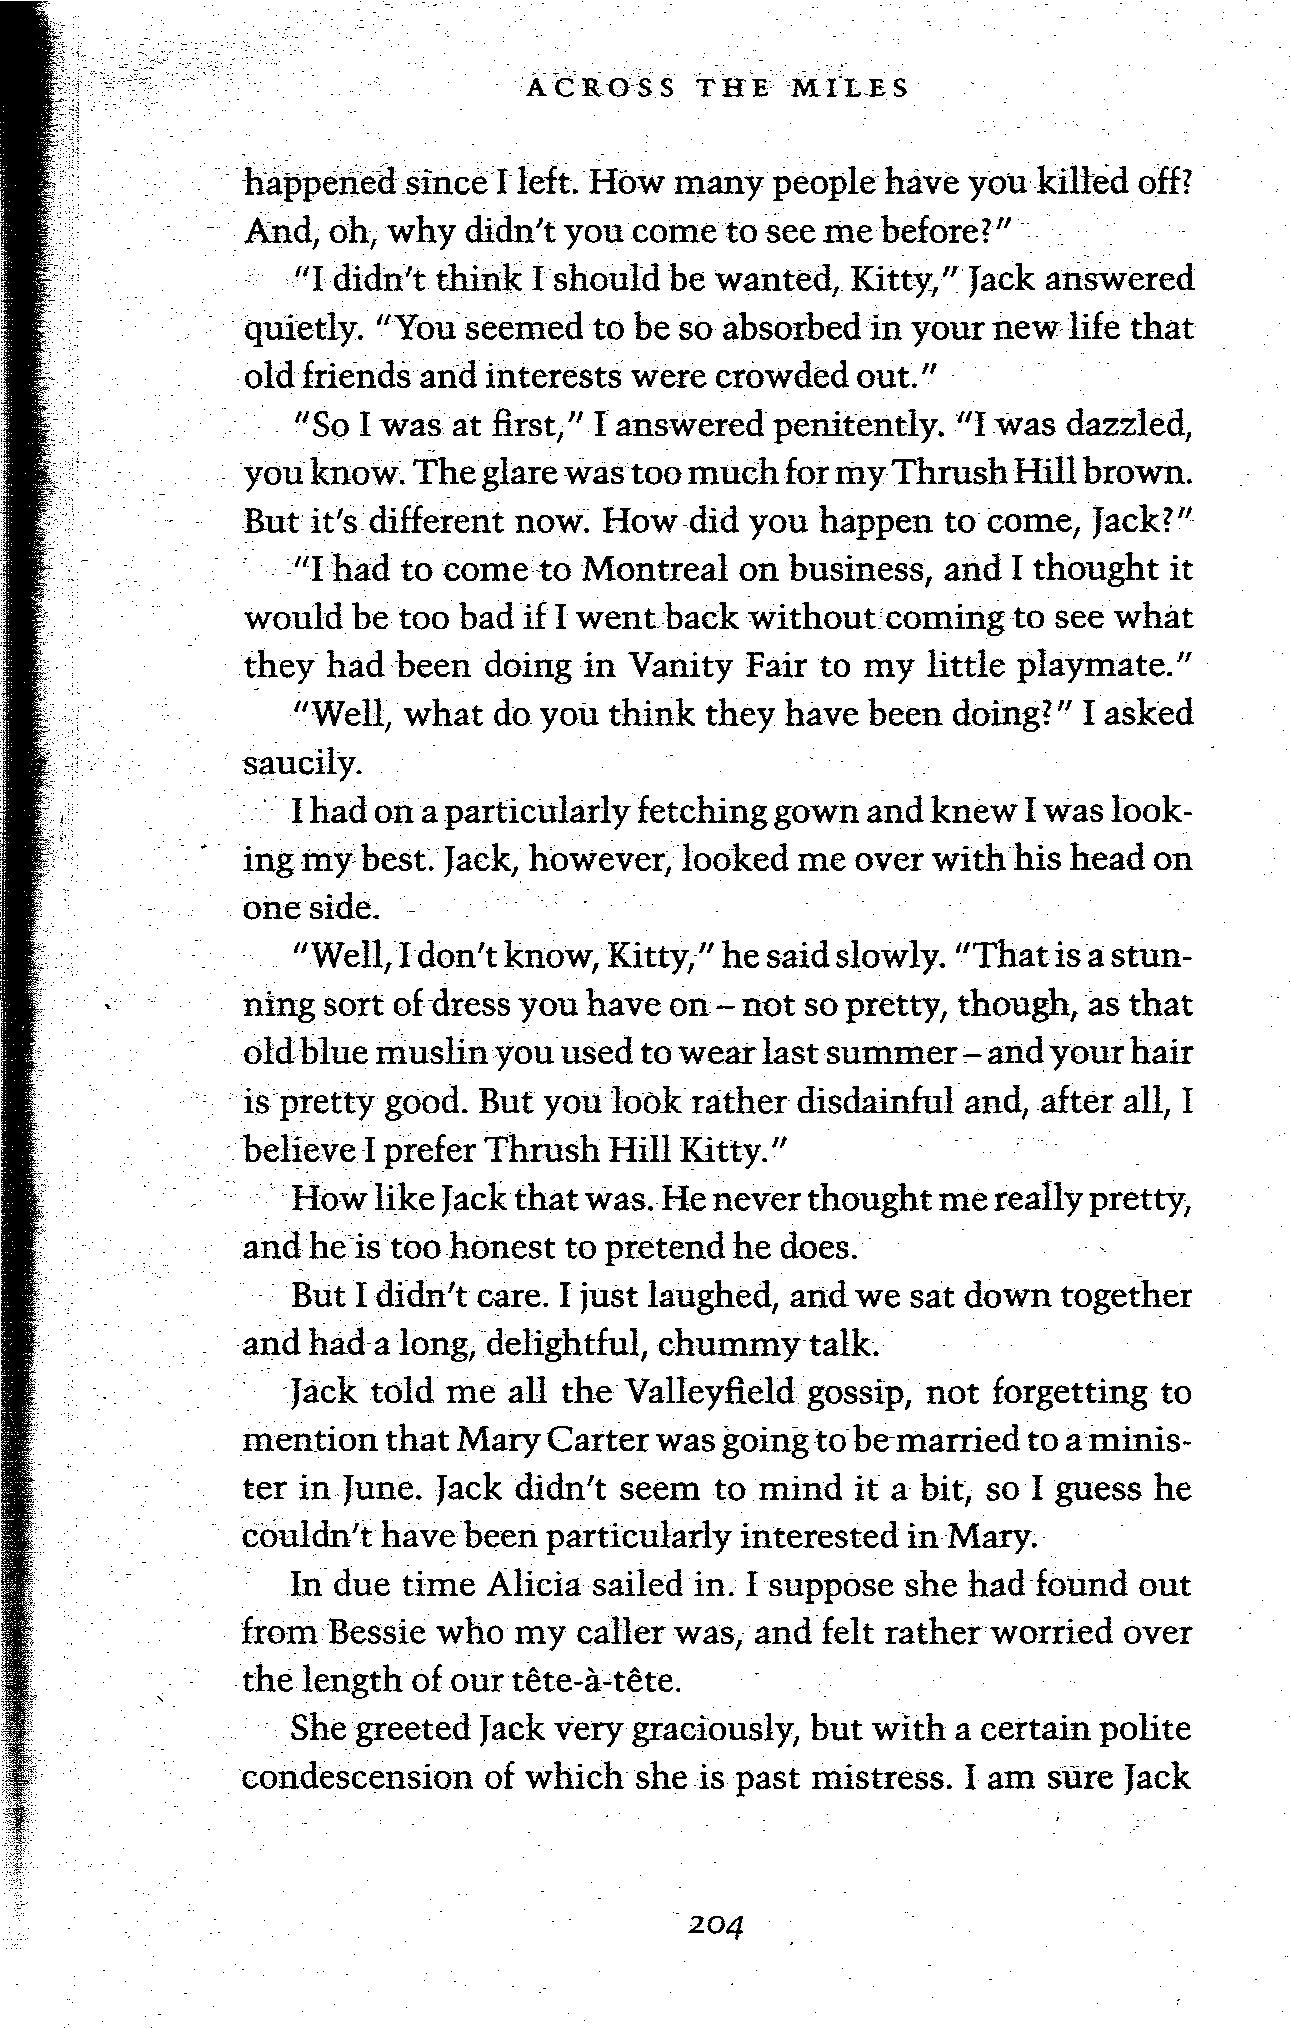 ACROSS THE MILES
happened since I left. How many people have you killed off?
And, oh, why didn't you come to see me before?"
"I didn't think I should be wanted, Kitty," Jack answered
quietly. "You seemed to be so absorbed in your new life that
old friends and interests were crowded out."
"So I was at first," I answered penitently. "I was dazzled,
you know. The glare was too much for my Thrush Hill brown.
But it's different now. How did you happen to come, Jack?"
"I had to come to Montreal on business, and I thought it
would be too bad if I went back without coming to see what
they had been doing in Vanity Fair to my little playmate."
"Well, what do you think they have been doing?" I asked
saucily.
I had on a particularly fetching gown and knew I was look-
ing my best. Jack, however, looked me over with his head on
one side.
"Well, I don't know, Kitty," he said slowly. "That is a stun-
ning sort of dress you have on – not so pretty, though, as that
old blue muslin you used to wear last summer – and your hair
is pretty good. But you look rather disdainful and, after all, I
believe I prefer Thrush Hill Kitty."
How like Jack that was. He never thought me really pretty,
and he is too honest to pretend he does.
But I didn't care. I just laughed, and we sat down together
and had a long, delightful, chummy talk.
Jack told me all the Valleyfield gossip, not forgetting to
mention that Mary Carter was going to be married to a minis-
ter in June. Jack didn't seem to mind it a bit, so I guess he
couldn't have been particularly interested in Mary.
In due time Alicia sailed in. I suppose she had found out
from Bessie who my caller was, and felt rather worried over
the length of our tête-à-tête.
She greeted Jack very graciously, but with a certain polite
condescension of which she is past mistress. I am sure Jack
204